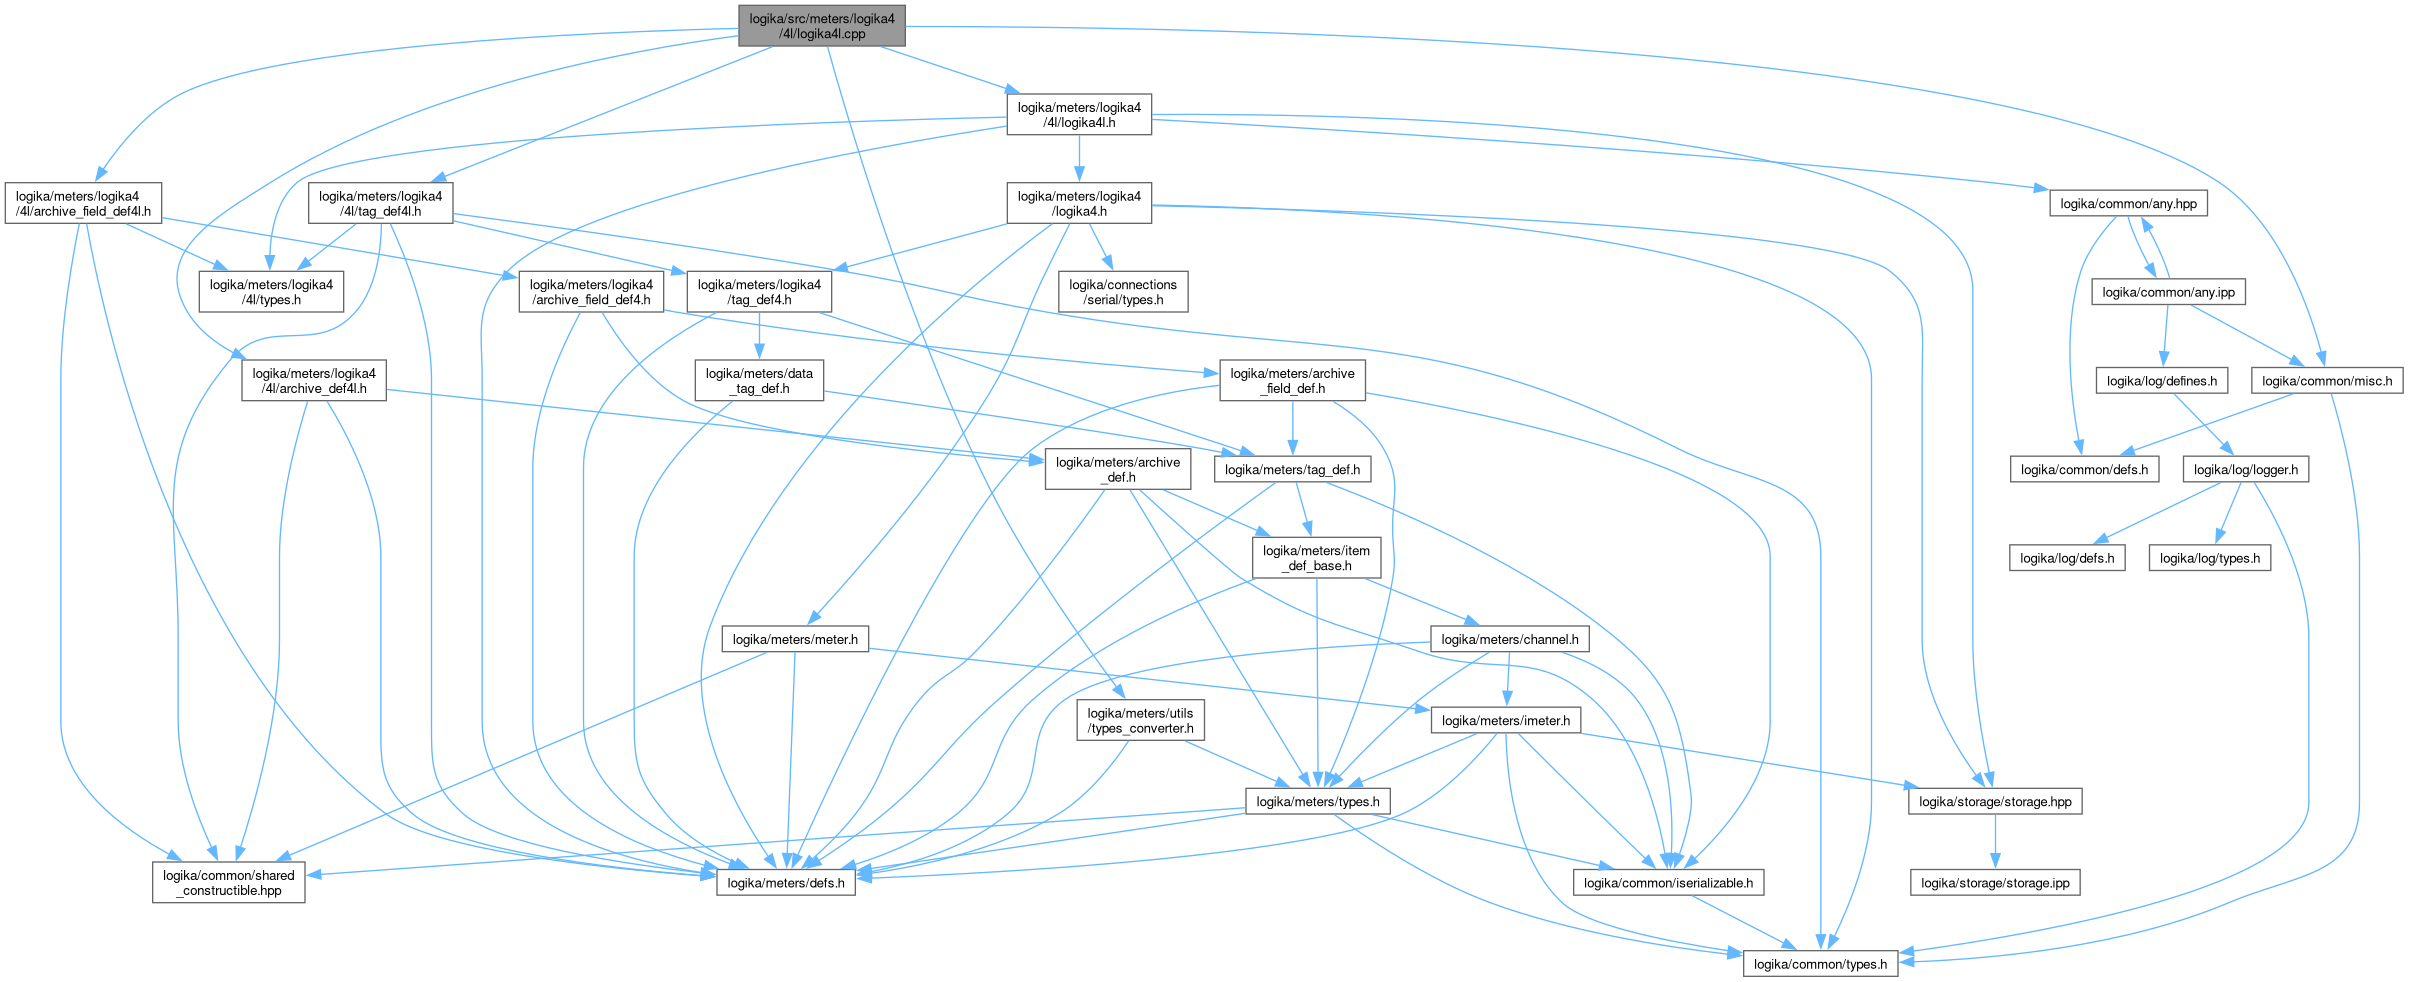 logika/src/meters/logika4
/4l/logika4l.cpp
logika/meters/logika4
/4l/logika4l.h
logika/meters/logika4
/4l/archive_field_def4l.h
logika/meters/logika4
/4l/tag_def4l.h
logika/meters/logika4
/logika4.h
logika/common/any.hpp
logika/meters/logika4
/4l/types.h
logika/meters/logika4
/archive_field_def4.h
logika/meters/logika4
/tag_def4.h
logika/connections
/serial/types.h
logika/common/any.ipp
logika/meters/logika4
/4l/archive_def4l.h
logika/meters/data
_tag_def.h
logika/meters/archive
_field_def.h
logika/log/defines.h
logika/common/misc.h
logika/meters/archive
_def.h
logika/meters/tag_def.h
logika/common/defs.h
logika/log/logger.h
logika/meters/item
_def_base.h
logika/log/defs.h
logika/log/types.h
logika/meters/meter.h
logika/meters/channel.h
logika/meters/utils
/types_converter.h
logika/meters/imeter.h
logika/meters/types.h
logika/storage/storage.hpp
logika/common/shared
_constructible.hpp
logika/meters/defs.h
logika/common/iserializable.h
logika/storage/storage.ipp
logika/common/types.h